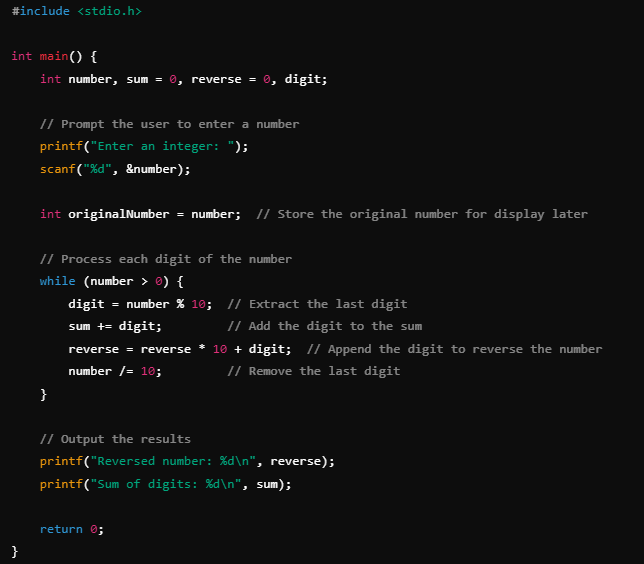 #include <stdio.h>
int main() {
int number, sum = 0, reverse = 0, digit;
// Prompt the user to enter a number
printf("Enter an integer: ");
scanf("%d", &number);
int originalNumber = number;  // Store the original number for display later
// Process each digit of the number
while (number > 0) {
digit = number % 10;  // Extract the last digit
sum += digit;         // Add the digit to the sum
reverse = reverse * 10 + digit;  // Append the digit to reverse the number
number /= 10;         // Remove the last digit
}
// Output the results
printf("Reversed number: %d\n", reverse);
printf("Sum of digits: %d\n", sum);
return 0;
}